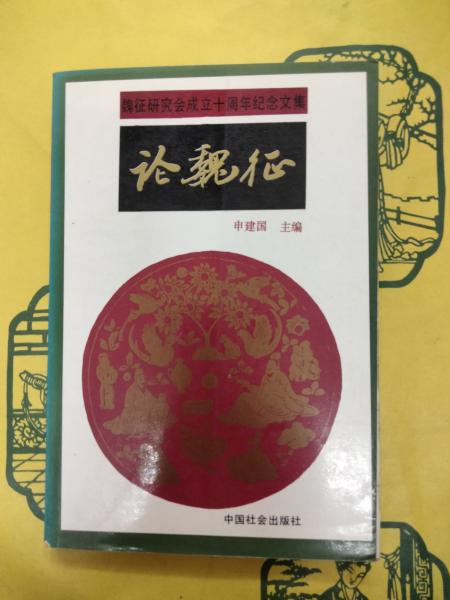 魏征研究会成立十周年纪念文集
论魏征
申建国 主编
中国社会出版社